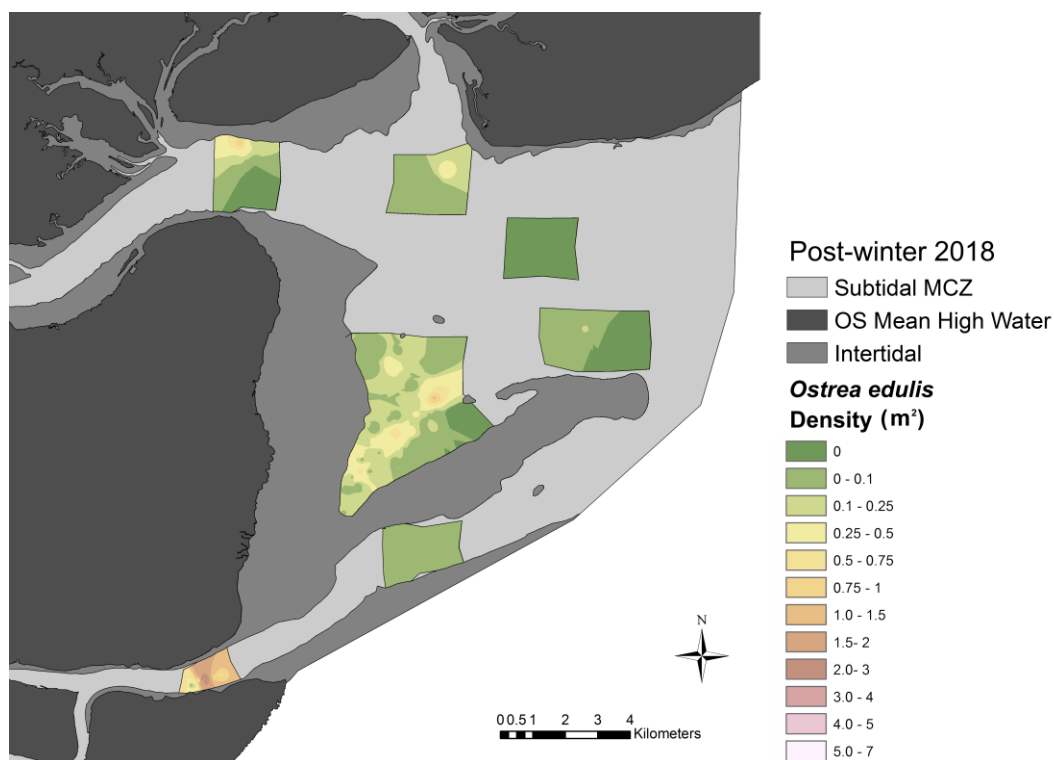 Post-winter 2018
Subtidal MCZ
OS Mean High Water
Intertidal
Ostrea edulis
Density (m²)
0
0 - 0.1
0.1 - 0.25
0.25 - 0.5
0.5 - 0.75
0.75 - 1
1.0 - 1.5
1.5- 2
2.0- 3
3.0 - 4
4.0 - 5
5.0 - 7
N
0 0.5 1 2 3 4
Kilometers